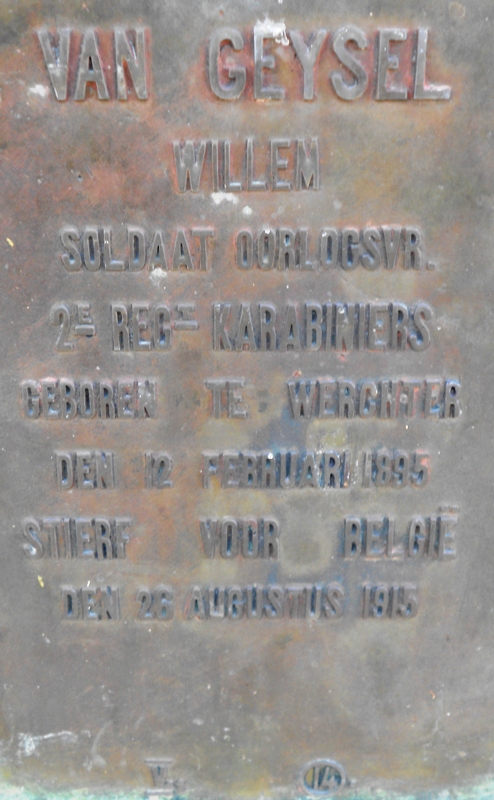 VAN GEYSEL
WILLEM
SOLDAAT OORLOGSVR.
2E REGT KARABINIERS
GEBOREN TE WERCHTER
DEN 12 FEBRUARI 1895
STIERF VOOR BELGIË
DEN 26 AUGUSTUS 1915